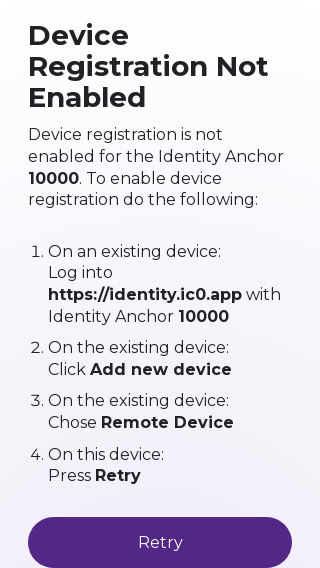 Device
Registration Not
Enabled
Device registration is not
enabled for the Identity Anchor
10000. To enable device
registration do the following:
1. On an existing device:
Log into
https://identity.ic0.app with
Identity Anchor 10000
2. On the existing device:
Click Add new device
3. On the existing device:
Chose Remote Device
4. On this device:
Press Retry
Retry